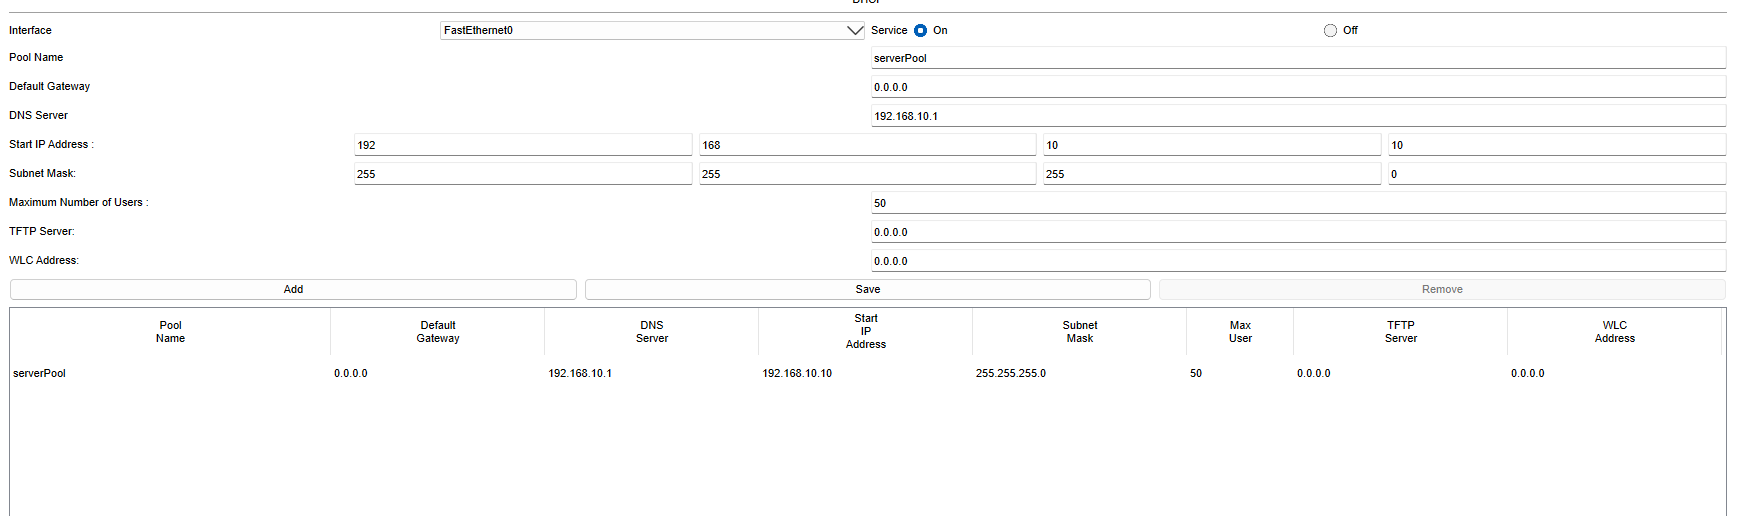 DHCP
Interface FastEthernet0 Service On Off
Pool Name serverPool
Default Gateway 0.0.0.0
DNS Server 192.168.10.1
Start IP Address : 192 168 10 10
Subnet Mask: 255 255 255 0
Maximum Number of Users : 50
TFTP Server: 0.0.0.0
WLC Address: 0.0.0.0
Add Save Remove
Pool Name Default Gateway DNS Server Start IP Address Subnet Mask Max User TFTP Server WLC Address
serverPool 0.0.0.0 192.168.10.1 192.168.10.10 255.255.255.0 50 0.0.0.0 0.0.0.0